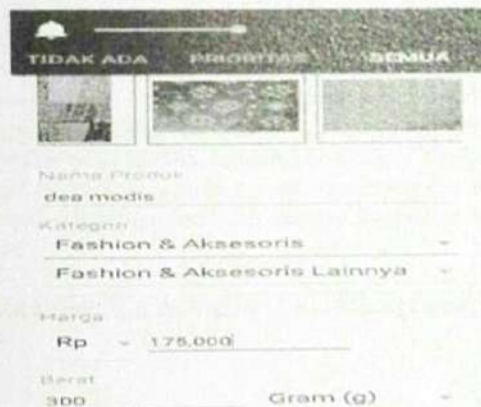 TIDAK ADA PRIORITAS SEMUA
Nama Produk
dea modis
Kategori
Fashion & Aksesoris
Fashion & Aksesoris Lainnya
Harga
Rp 175,000
Berat
300 Gram (g)